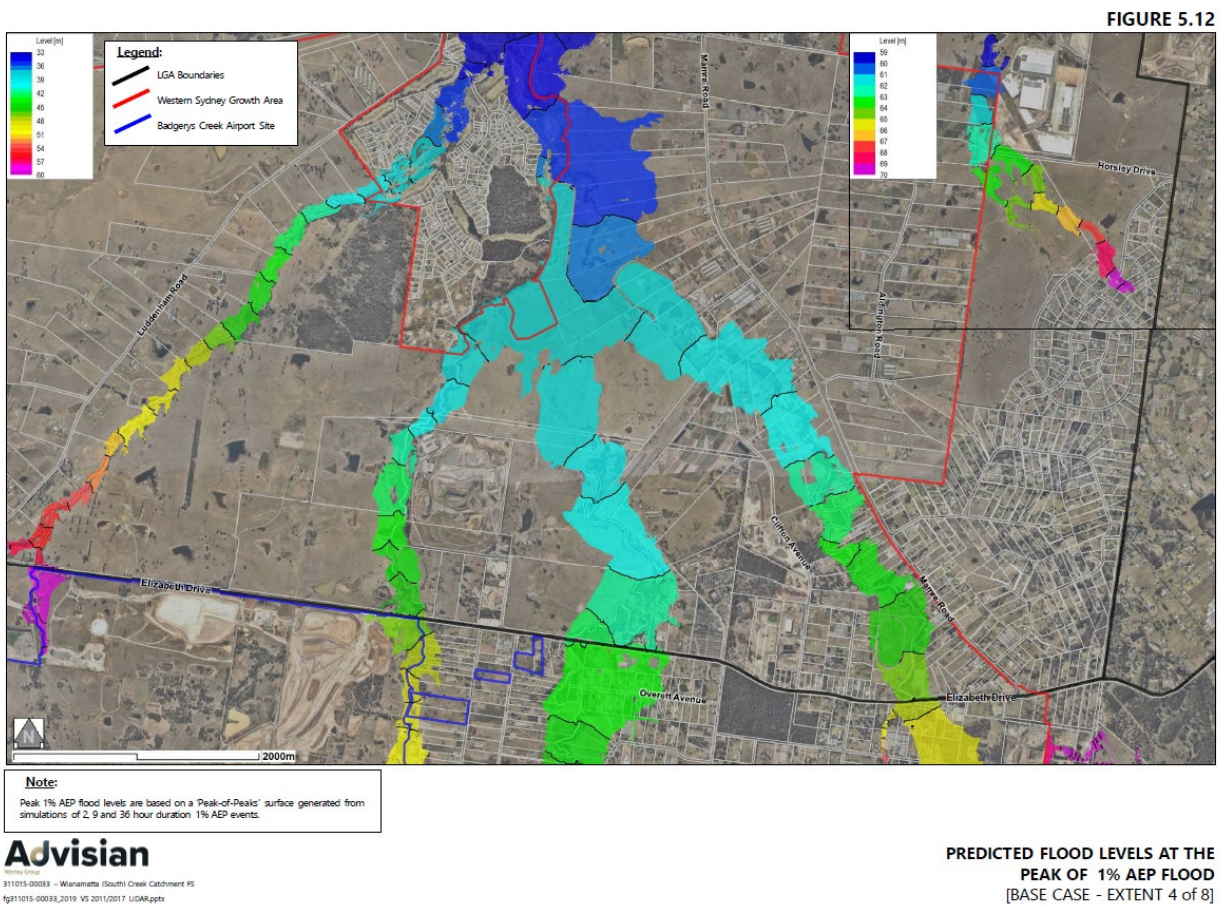 FIGURE 5.12
Level [m]
33
36
39
42
45
48
51
54
57
60
Legend:
LGA Boundaries
Western Sydney Growth Area
Badgerys Creek Airport Site
Level [m]
59
60
61
62
63
64
65
66
67
68
69
70
Mamre Road
Horsley Drive
Luddenham Road
Aldington Road
Clifton Avenue
Mamre Road
Elizabeth Drive
Elizabeth Drive
Overett Avenue
N
2000m
Note:
Peak 1% AEP flood levels are based on a 'Peak-of-Peaks' surface generated from
simulations of 2, 9 and 36 hour duration 1% AEP events.
Advisian
Worley Group
311015-00033 – Wianamatta (South) Creek Catchment FS
fg311015-00033_2019 VS 2011/2017 LiDAR.pptx
PREDICTED FLOOD LEVELS AT THE
PEAK OF 1% AEP FLOOD
[BASE CASE - EXTENT 4 of 8]